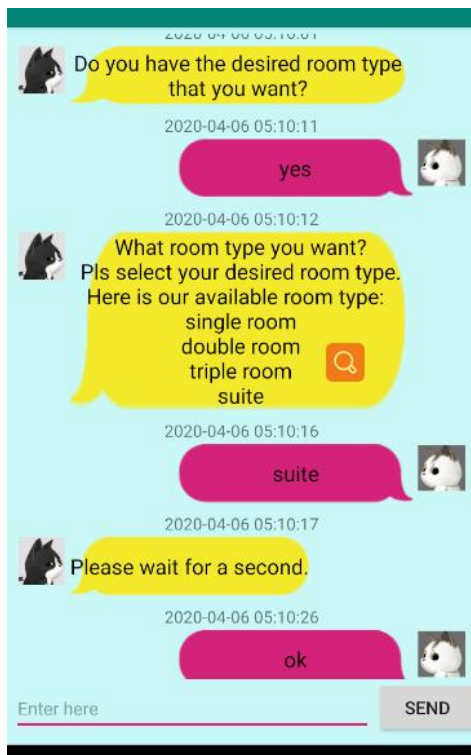 Do you have the desired room type
that you want?
2020-04-06 05:10:11
yes
2020-04-06 05:10:12
What room type you want?
Pls select your desired room type.
Here is our available room type:
single room
double room
triple room
suite
2020-04-06 05:10:16
suite
2020-04-06 05:10:17
Please wait for a second.
2020-04-06 05:10:26
ok
Enter here
SEND